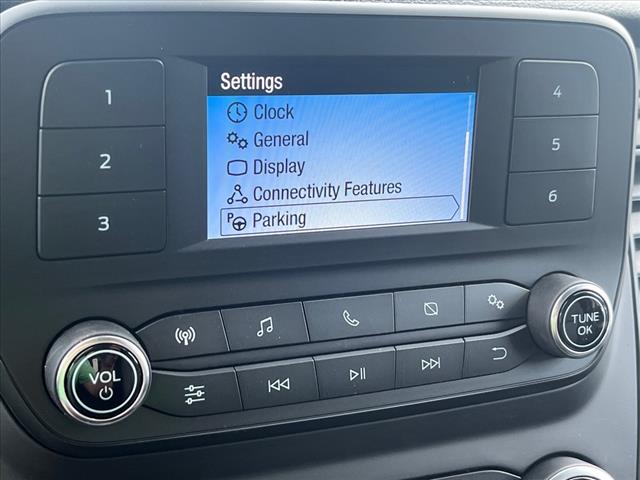 Settings
Clock
General
Display
Connectivity Features
P Parking
1
2
3
4
5
6
VOL
TUNE
OK